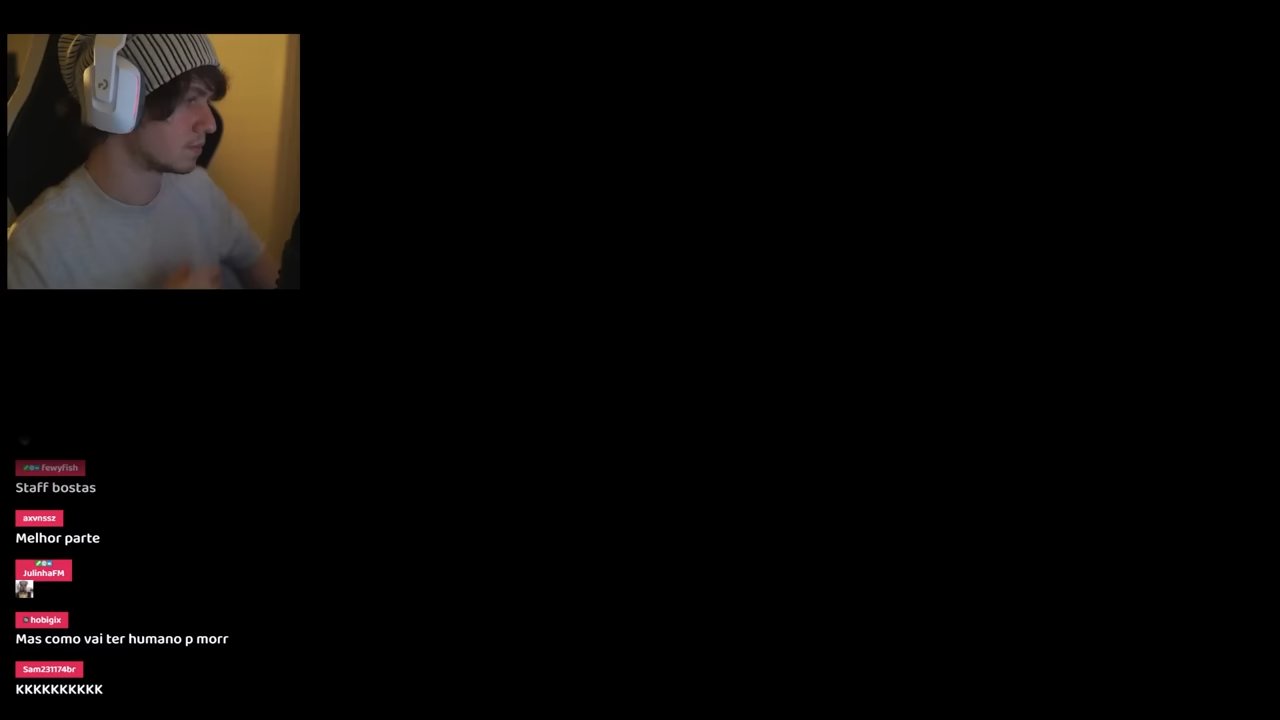 fewyfish
Staff bostas
axvnssz
Melhor parte
JulinhaFM
hobigix
Mas como vai ter humano p morr
Sam231174br
KKKKKKKKKK